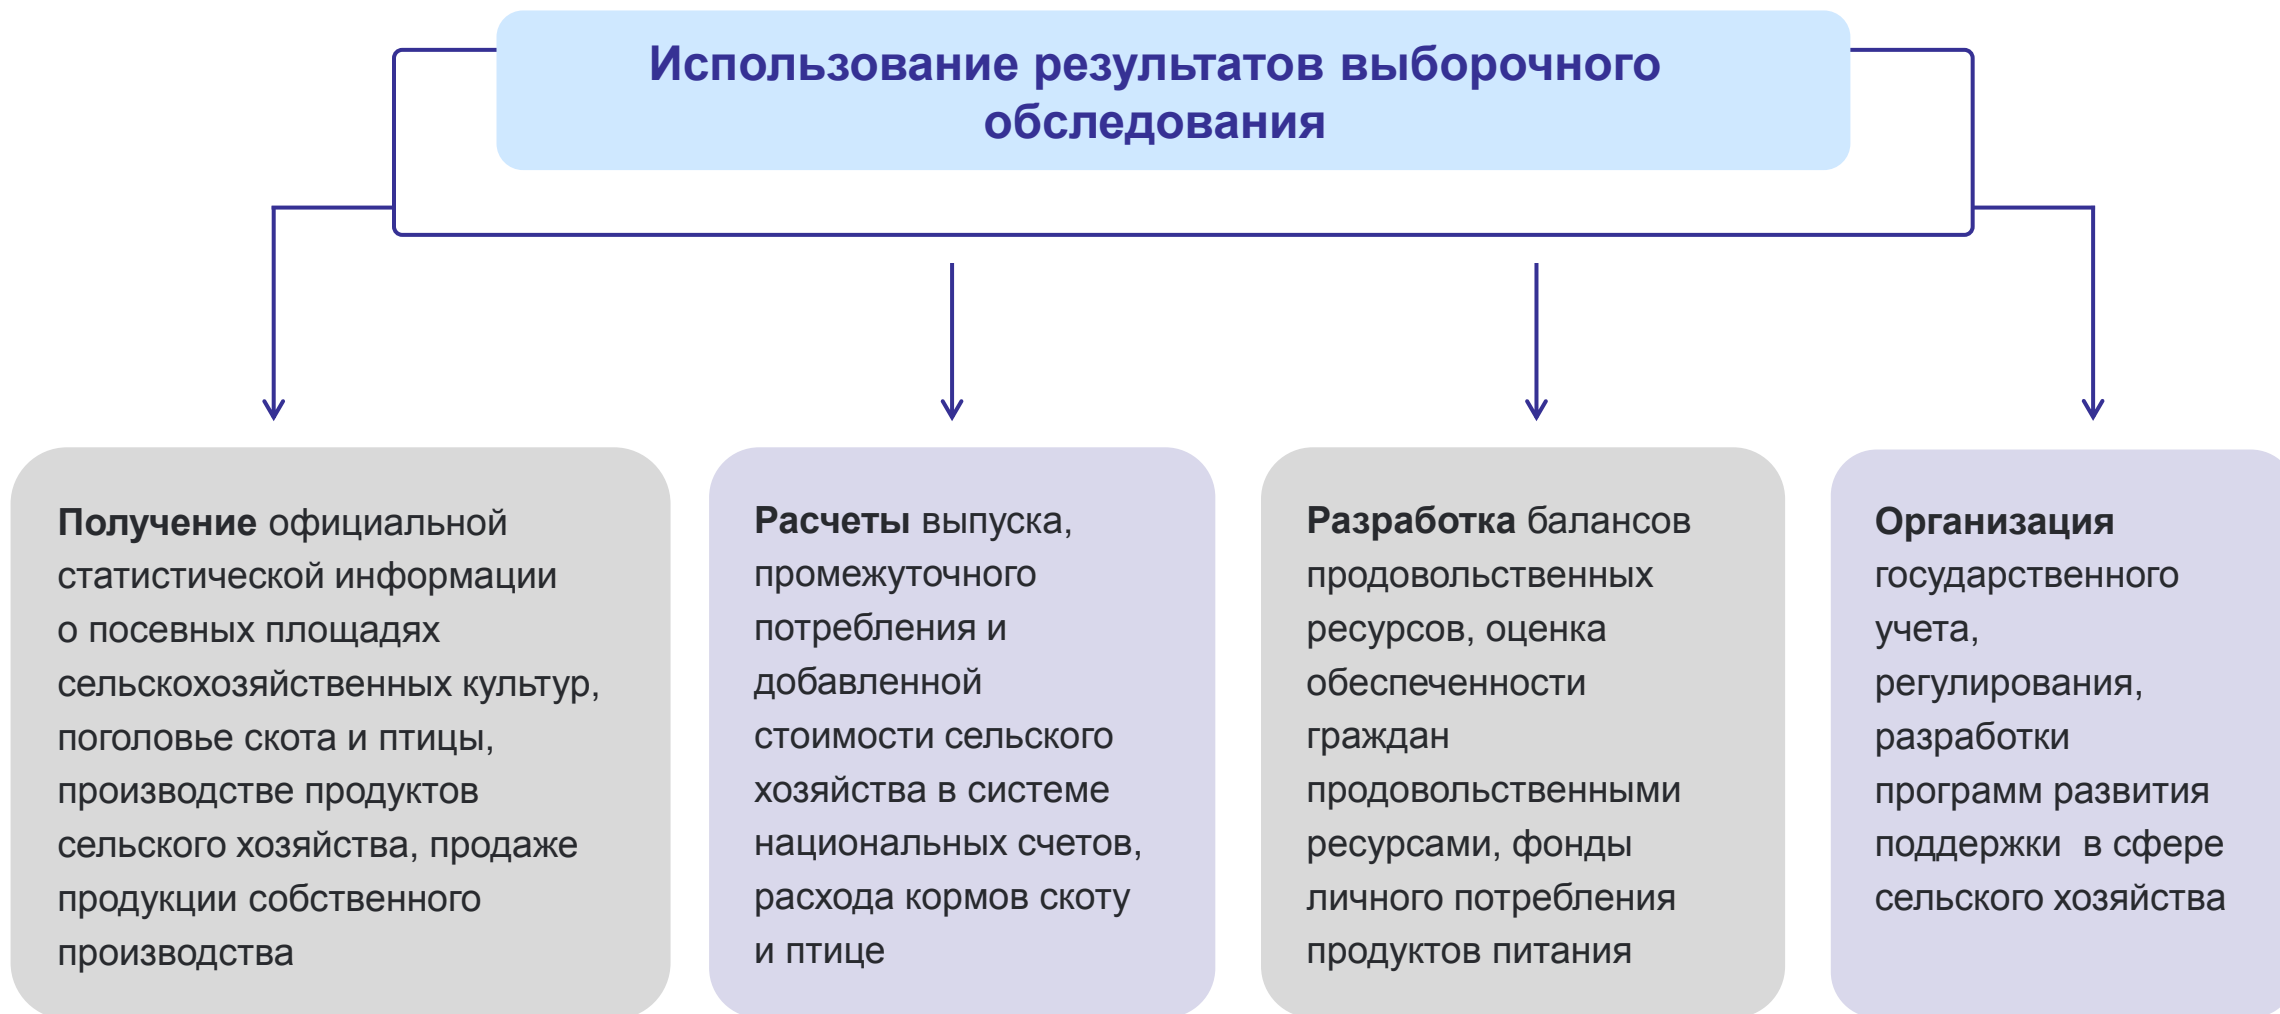 Использование результатов выборочного
обследования
Получение официальной
статистической информации
о посевных площадях
сельскохозяйственных культур,
поголовье скота и птицы,
производстве продуктов
сельского хозяйства, продаже
продукции собственного
производства
Расчеты выпуска,
промежуточного
потребления и
добавленной
стоимости сельского
хозяйства в системе
национальных счетов,
расхода кормов скоту
и птице
Разработка балансов
продовольственных
ресурсов, оценка
обеспеченности
граждан
продовольственными
ресурсами, фонды
личного потребления
продуктов питания
Организация
государственного
учета,
регулирования,
разработки
программ развития
поддержки  в сфере
сельского хозяйства